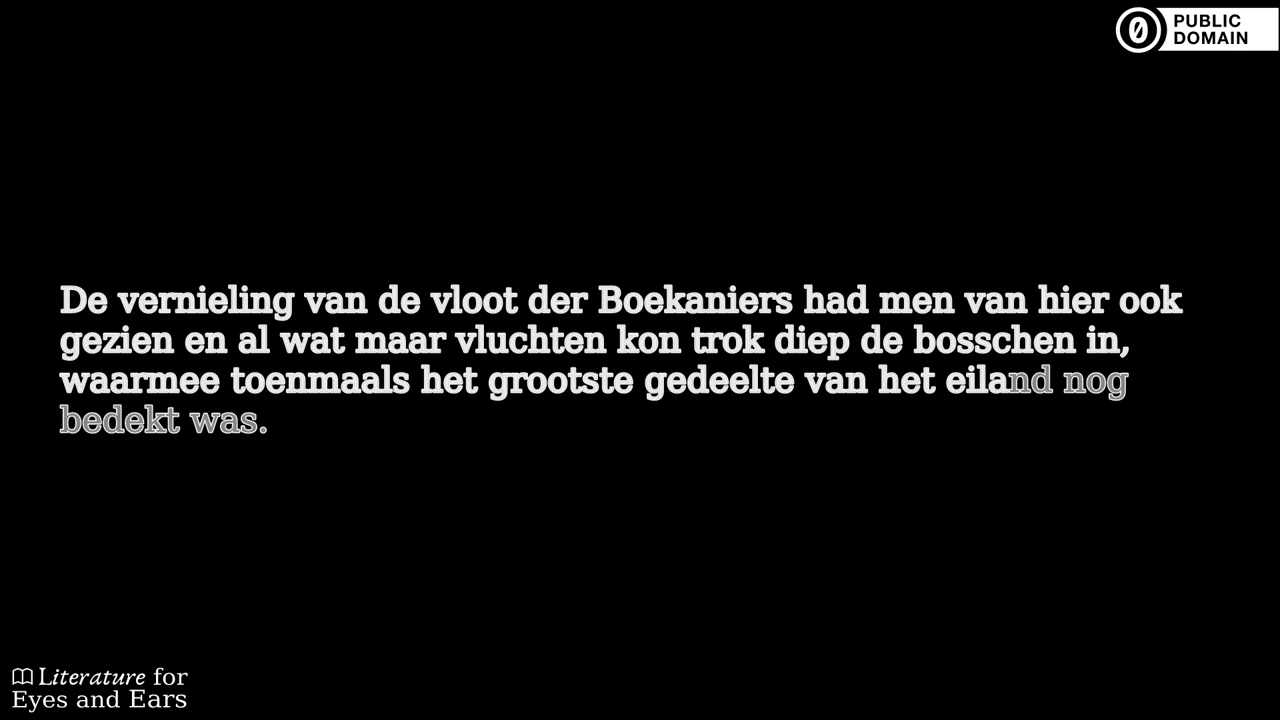 PUBLIC
DOMAIN
De vernieling van de vloot der Boekaniers had men van hier ook
gezien en al wat maar vluchten kon trok diep de bosschen in,
waarmee toenmaals het grootste gedeelte van het eiland nog
bedekt was.
Literature for
Eyes and Ears